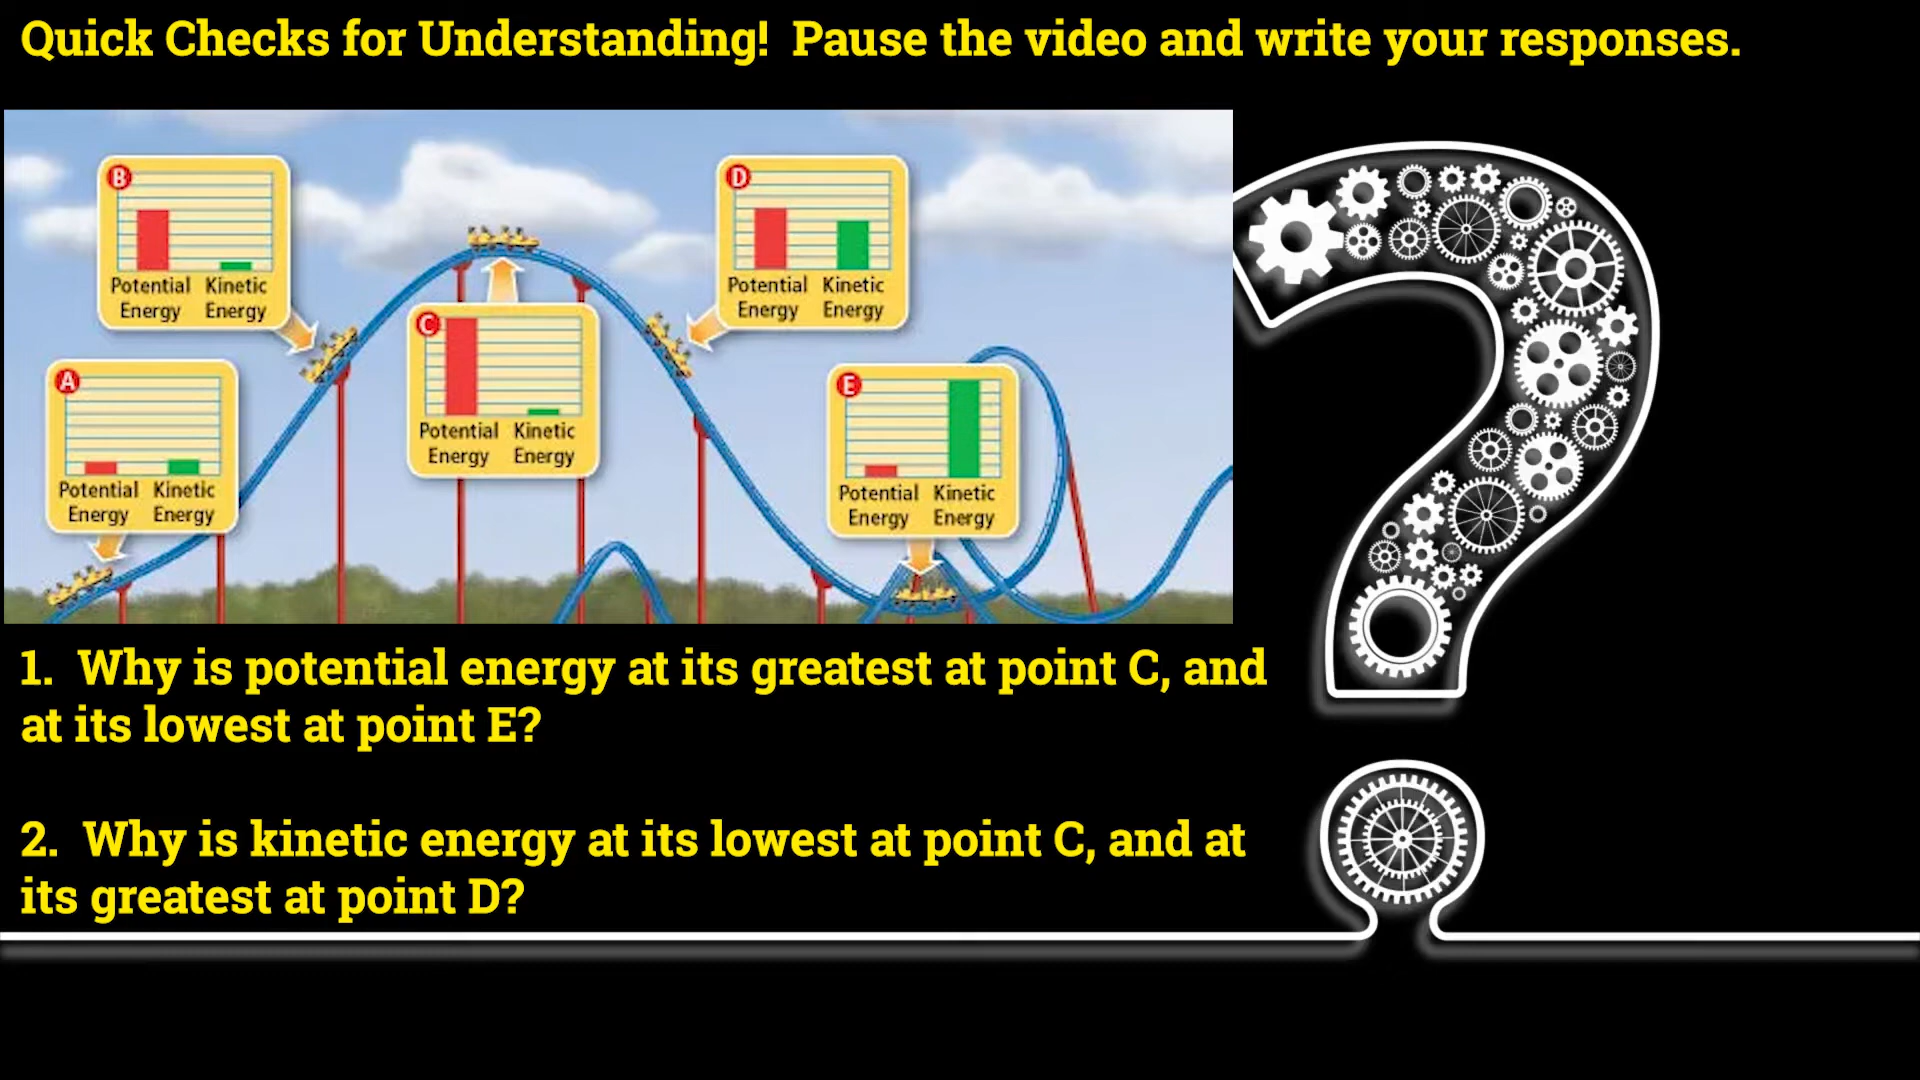 Quick Checks for Understanding!  Pause the video and write your responses.
B
Potential Kinetic
Energy Energy
D
Potential Kinetic
Energy Energy
C
Potential Kinetic
Energy Energy
A
Potential Kinetic
Energy Energy
E
Potential Kinetic
Energy Energy
1.  Why is potential energy at its greatest at point C, and
at its lowest at point E?
2.  Why is kinetic energy at its lowest at point C, and at
its greatest at point D?